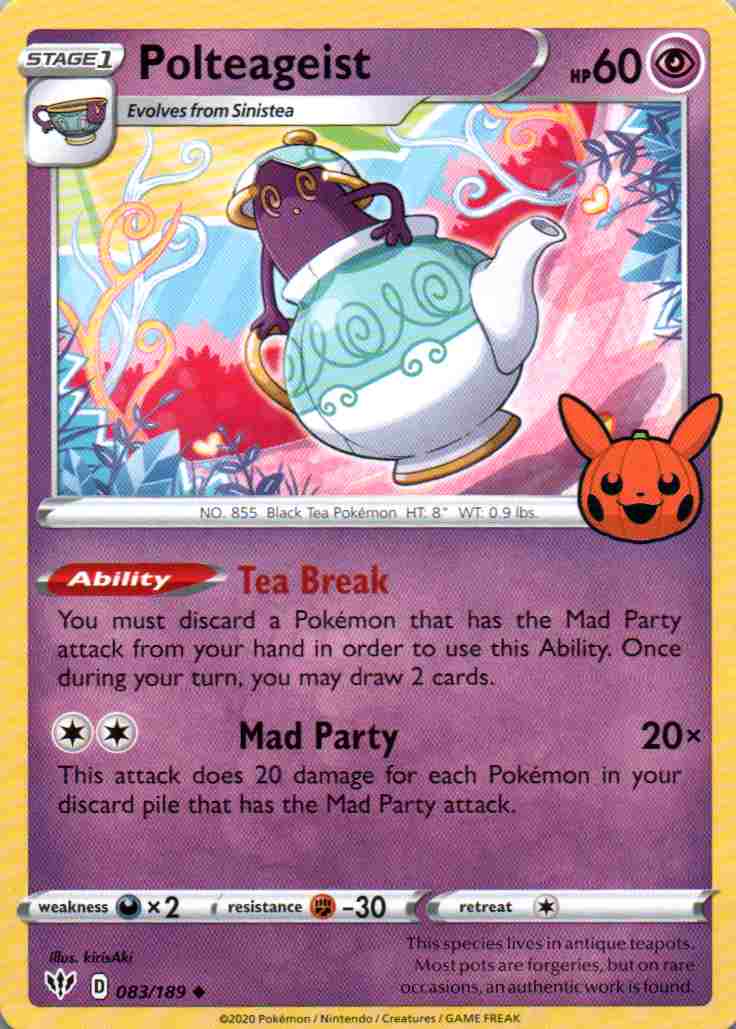 STAGE1
Polteageist
HP60
Evolves from Sinistea
NO. 855 Black Tea Pokémon HT: 8" WT: 0.9 lbs.
Ability Tea Break
You must discard a Pokémon that has the Mad Party
attack from your hand in order to use this Ability. Once
during your turn, you may draw 2 cards.
Mad Party 20×
This attack does 20 damage for each Pokémon in your
discard pile that has the Mad Party attack.
weakness ×2 resistance -30 retreat
Illus. kirisAki
This species lives in antique teapots.
Most pots are forgeries, but on rare
occasions, an authentic work is found.
D 083/189
©2020 Pokémon / Nintendo / Creatures / GAME FREAK